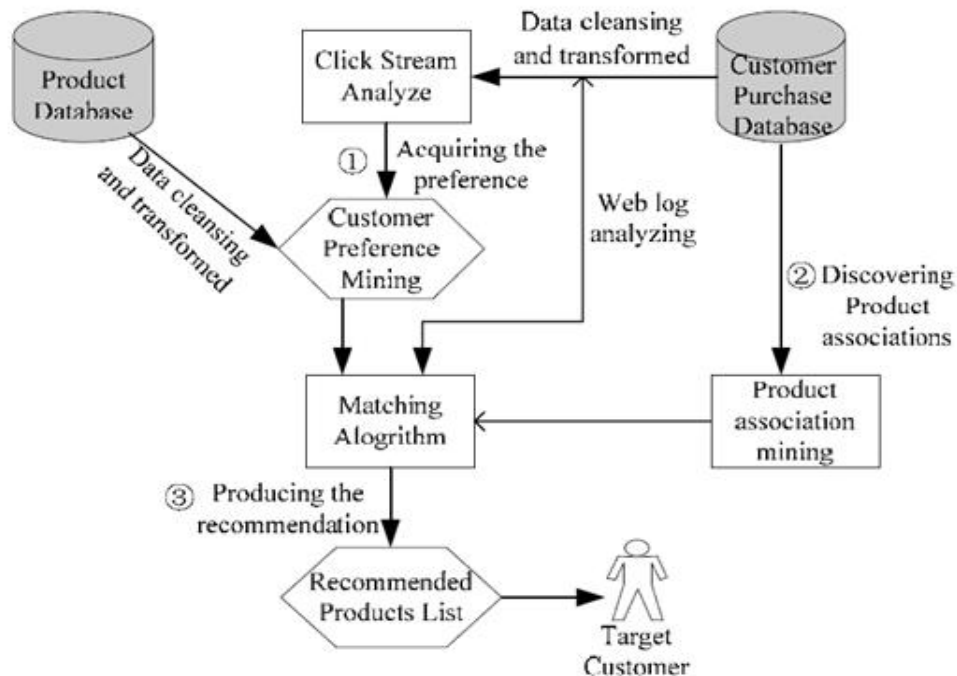 Product
Database
Click Stream
Analyze
Data cleansing
and transformed
Customer
Purchase
Database
Data cleansing
and transformed
①
Acquiring the
preference
Customer
Preference
Mining
Web log
analyzing
② Discovering
Product
associations
Matching
Alogrithm
Product
association
mining
③ Producing the
recommendation
Recommended
Products List
Target
Customer